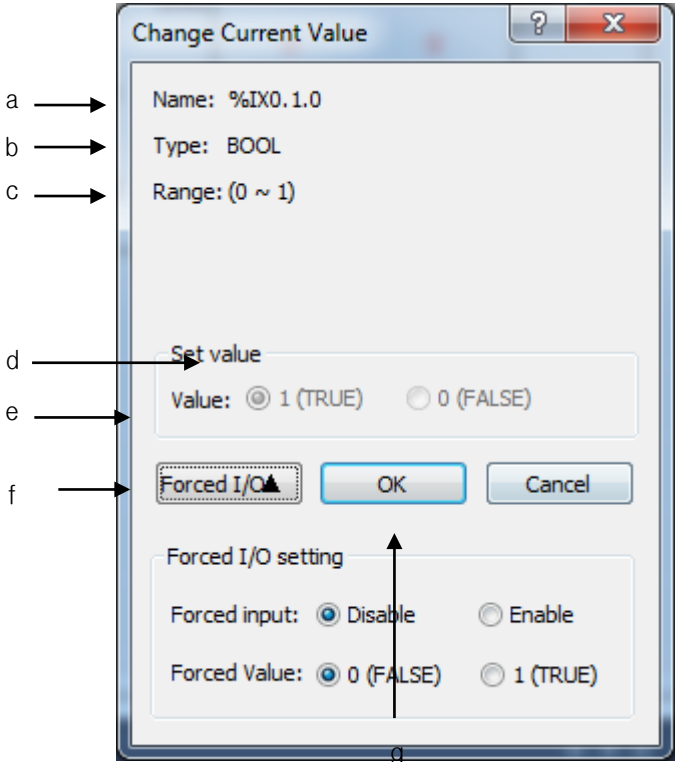 Change Current Value
a Name: %IX0.1.0
b Type: BOOL
c Range: (0 ~ 1)
d Set value
e Value: 1 (TRUE) 0 (FALSE)
f Forced I/O OK Cancel
Forced I/O setting
Forced input: Disable Enable
Forced Value: 0 (FALSE) 1 (TRUE)
g